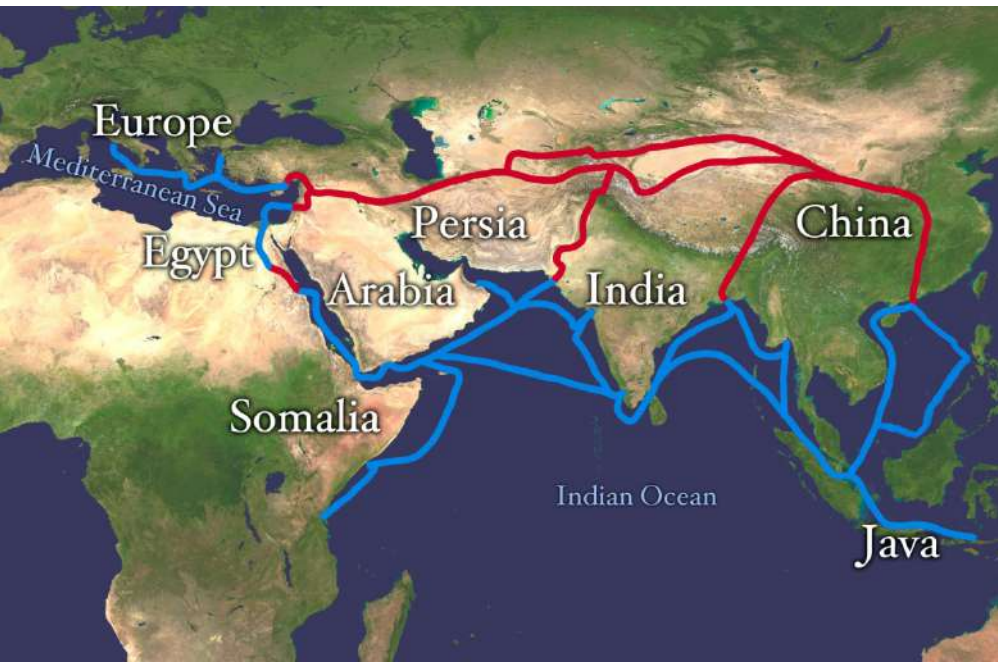 Europe
Mediterranean Sea
Egypt
Persia
China
Arabia
India
Somalia
Indian Ocean
Java